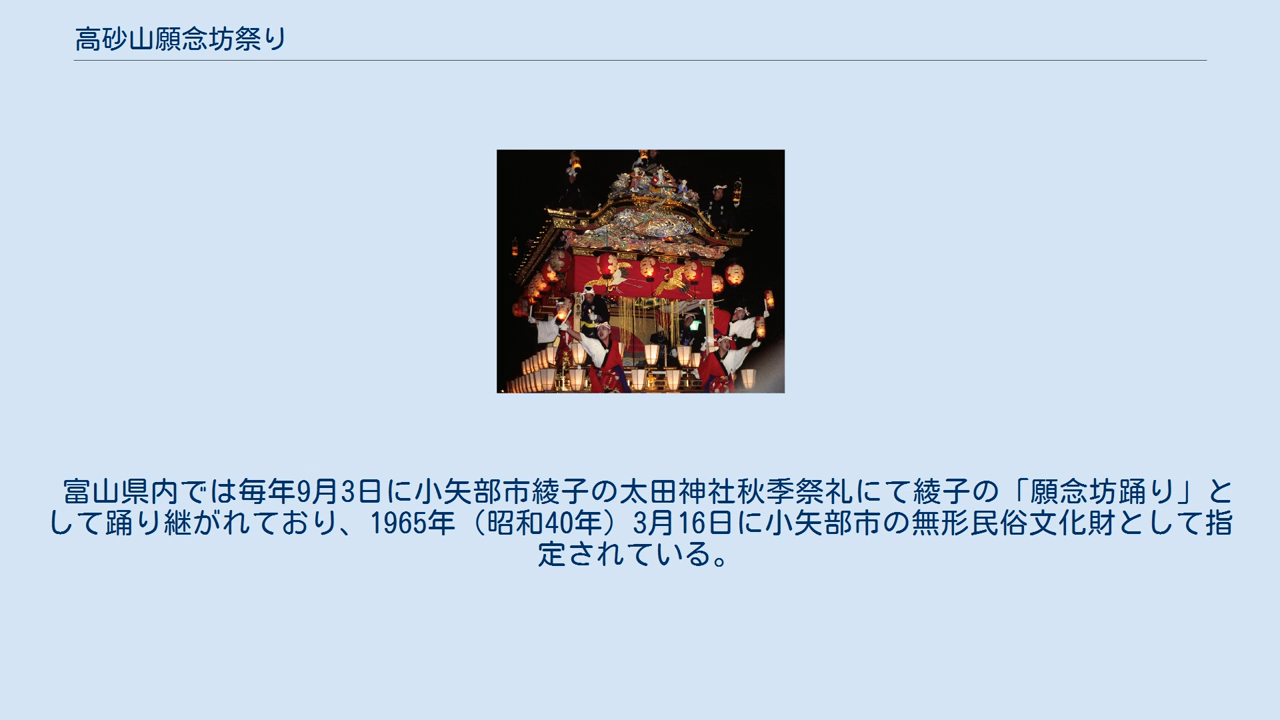 高砂山願念坊祭り
富山県内では毎年9月3日に小矢部市綾子の太田神社秋季祭礼にて綾子の「願念坊踊り」と
して踊り継がれており、1965年（昭和40年）3月16日に小矢部市の無形民俗文化財として指
定されている。